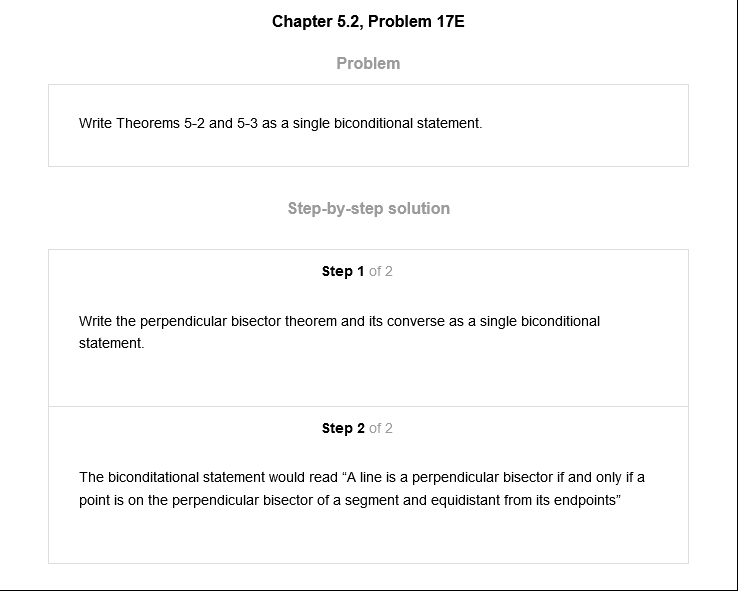 Chapter 5.2, Problem 17E
Problem
Write Theorems 5-2 and 5-3 as a single biconditional statement.
Step-by-step solution
Step 1 of 2
Write the perpendicular bisector theorem and its converse as a single biconditional
statement.
Step 2 of 2
The biconditational statement would read “A line is a perpendicular bisector if and only if a
point is on the perpendicular bisector of a segment and equidistant from its endpoints”